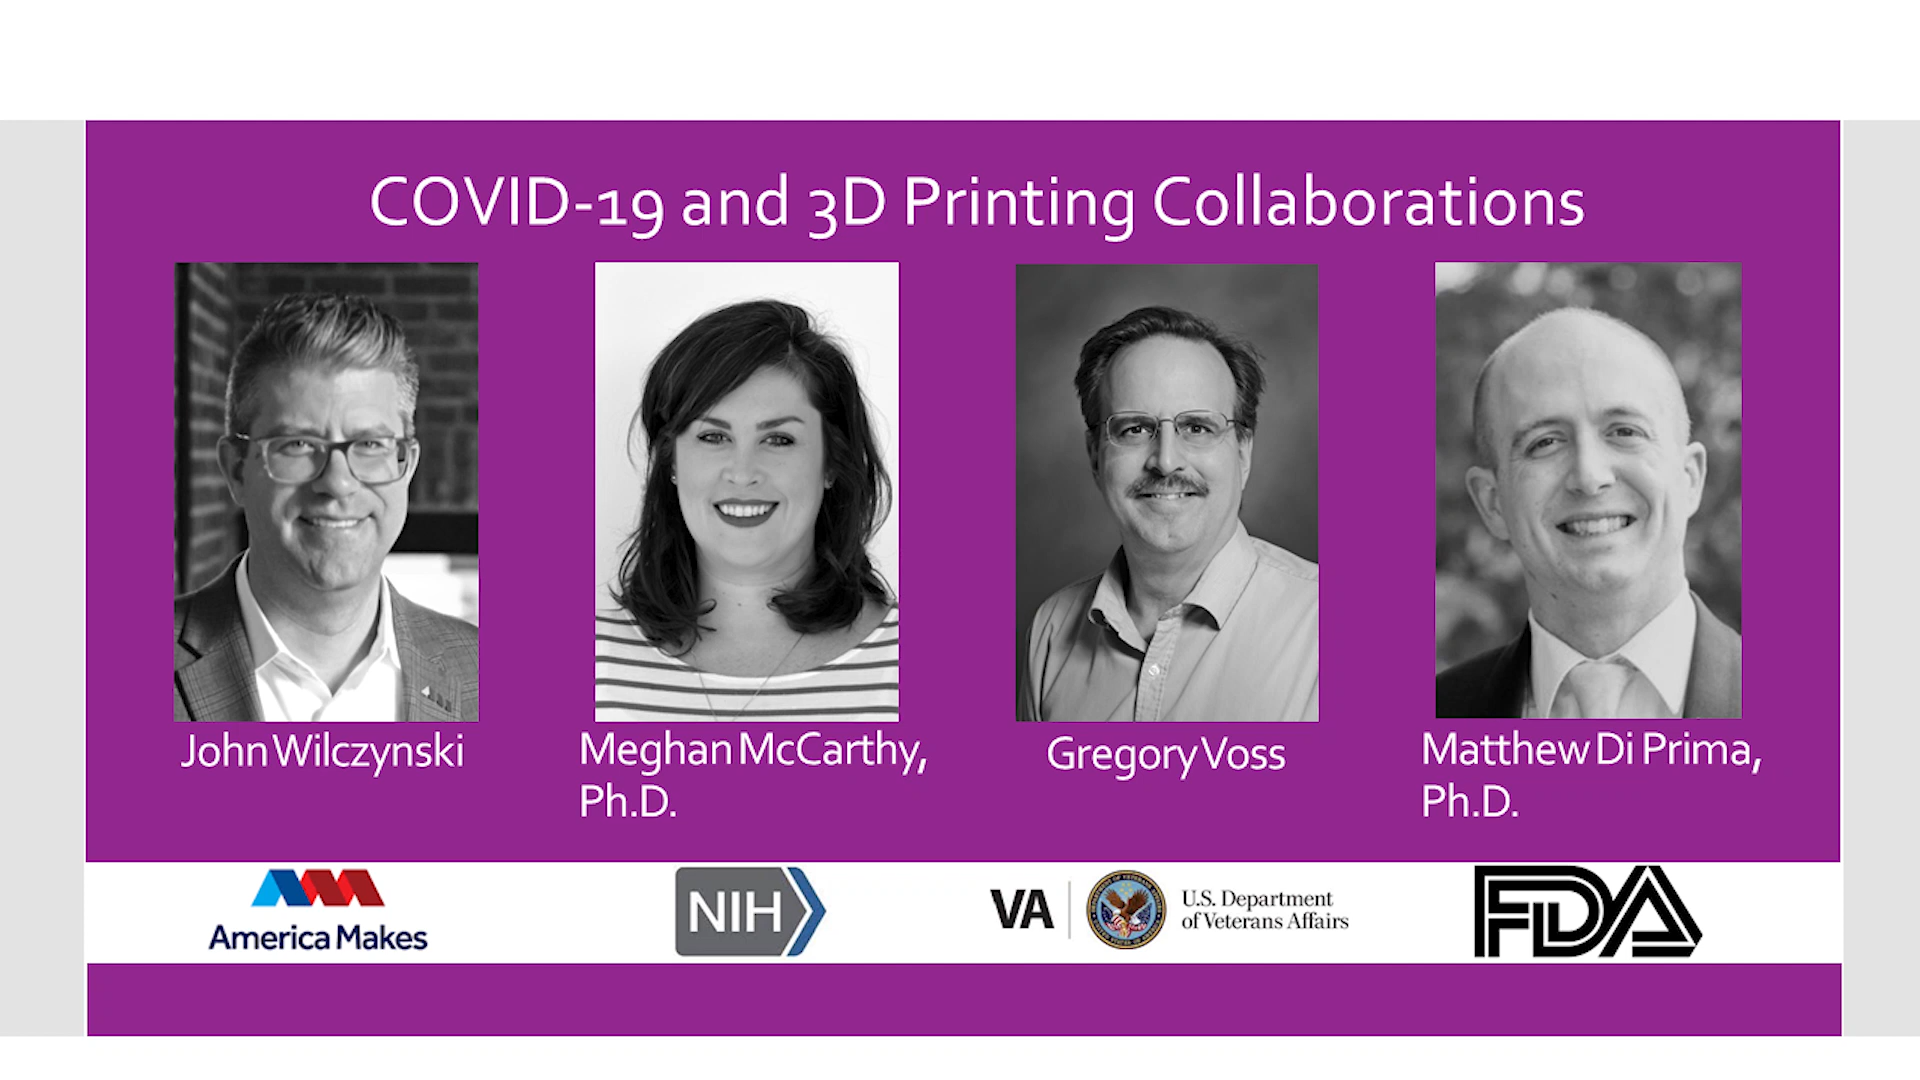 COVID-19 and 3D Printing Collaborations
John Wilczynski
Meghan McCarthy,
Ph.D.
Gregory Voss
Matthew Di Prima,
Ph.D.
America Makes
NIH
VA
U.S. Department
of Veterans Affairs
FDA